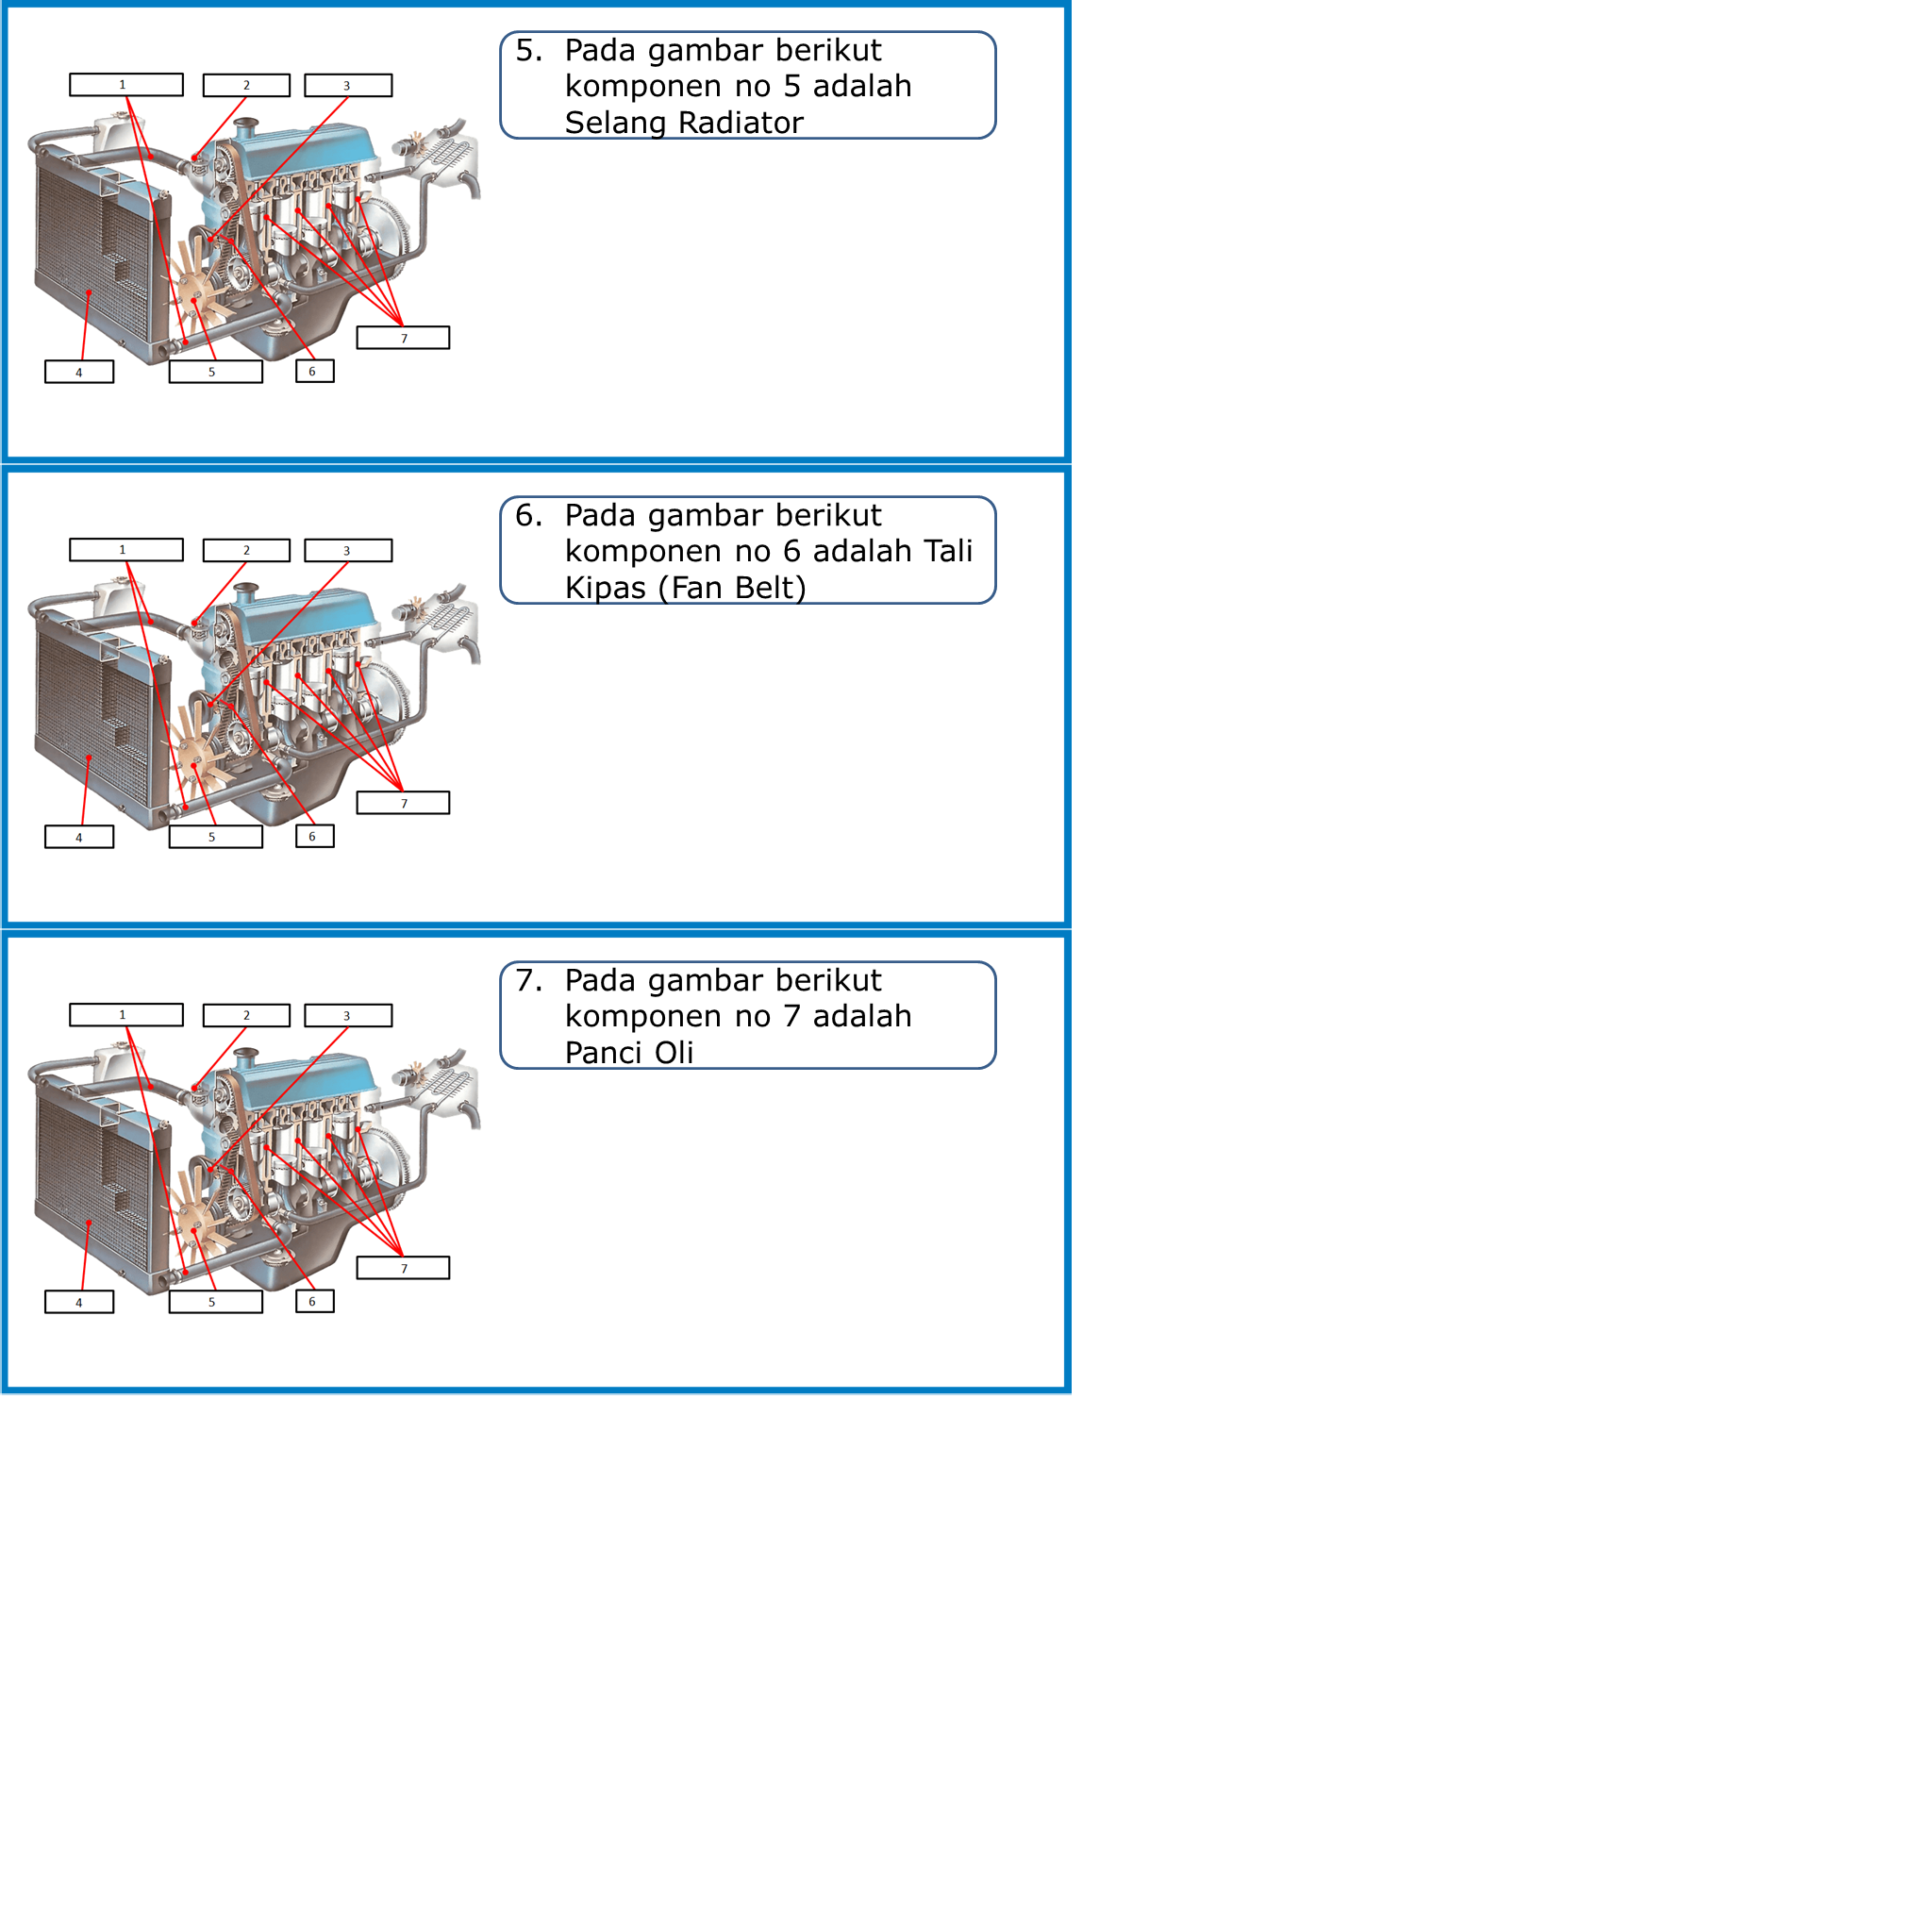 5. Pada gambar berikut
komponen no 5 adalah
Selang Radiator
1
2
3
4
5
6
7
6. Pada gambar berikut
komponen no 6 adalah Tali
Kipas (Fan Belt)
1
2
3
4
5
6
7
7. Pada gambar berikut
komponen no 7 adalah
Panci Oli
1
2
3
4
5
6
7